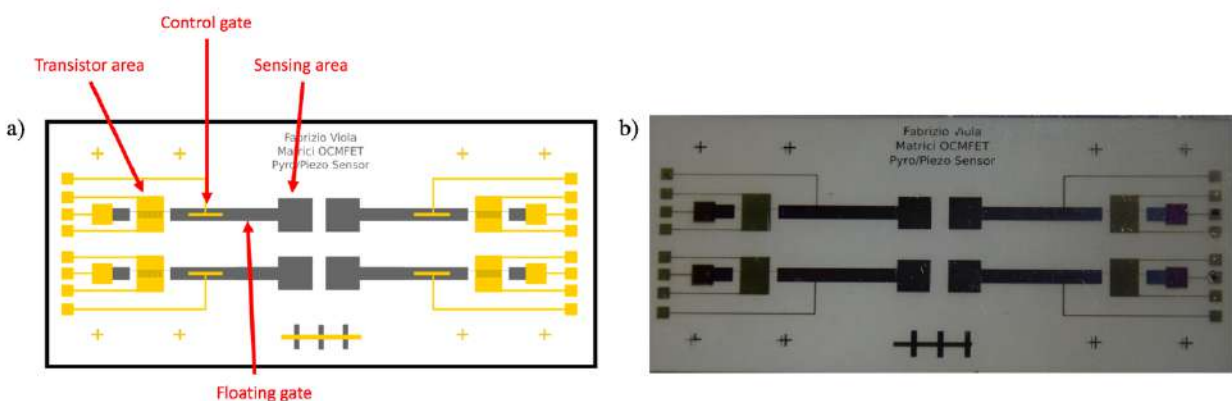 Control gate
Transistor area
Sensing area
a)
Fabrizio Viola
Matrici OCMFET
Pyro/Piezo Sensor
Floating gate
b)
Fabrizio Viola
Matrici OCMFET
Pyro/Piezo Sensor